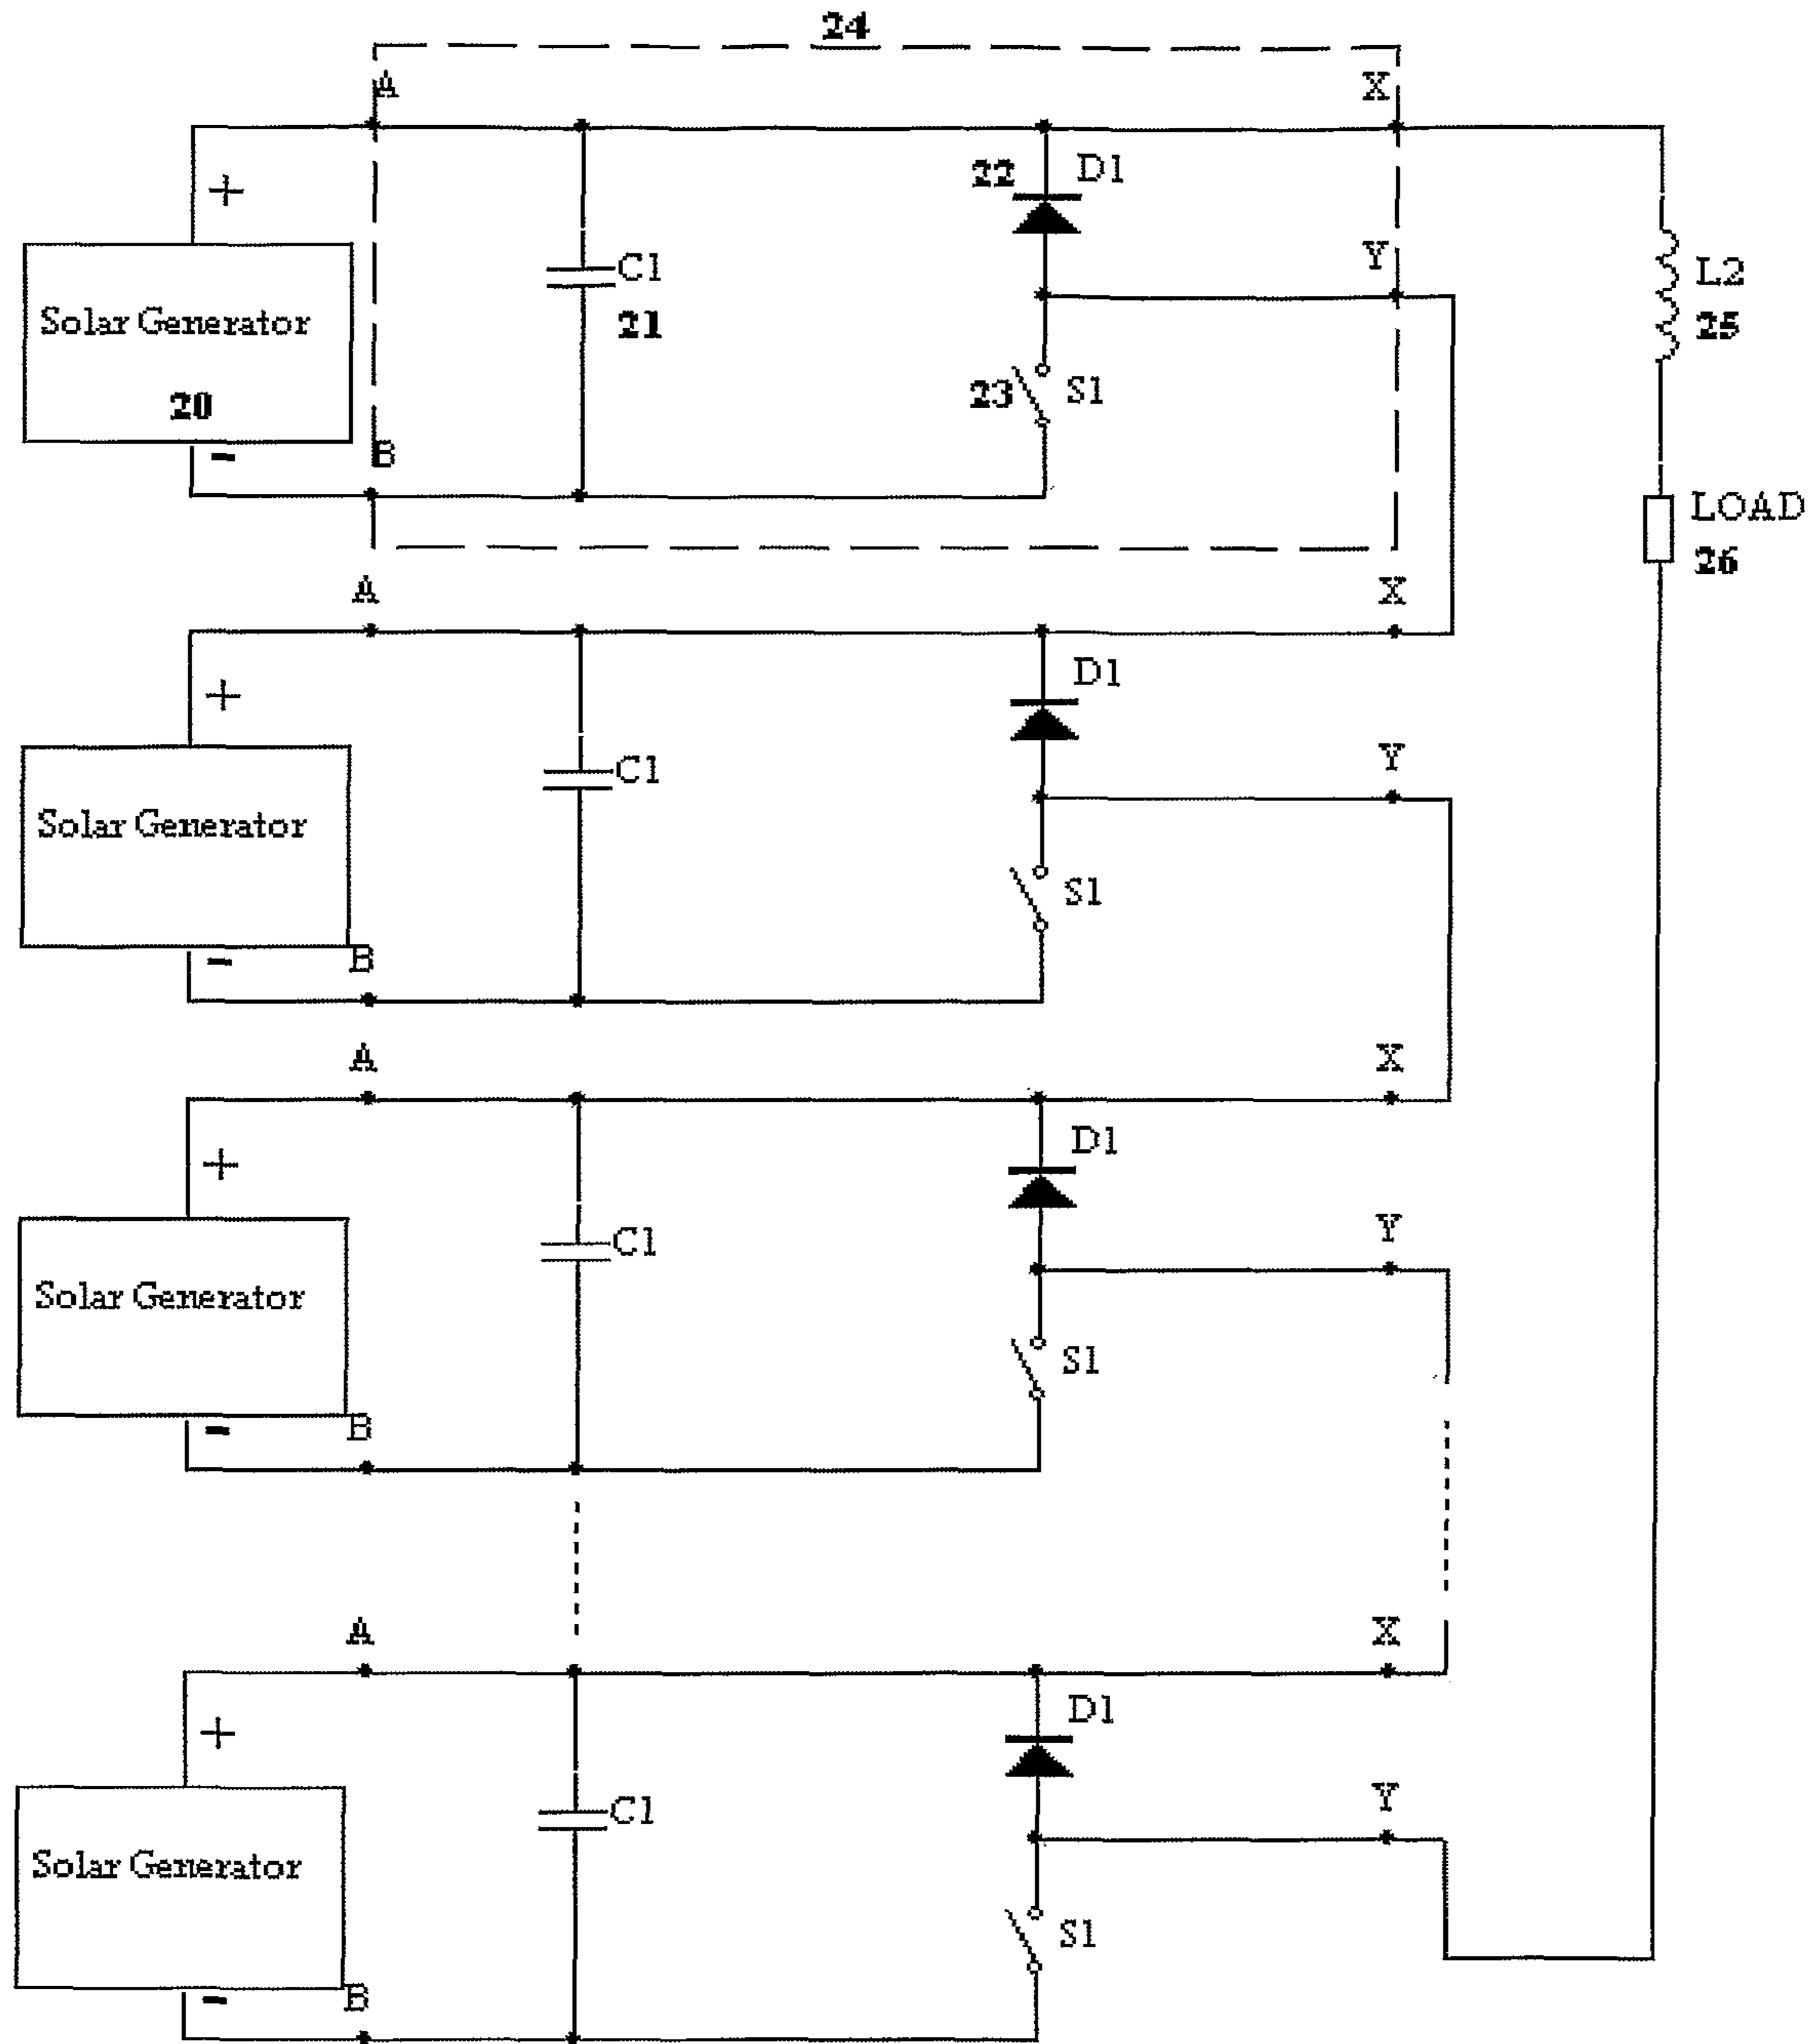 24
A
X
+
22
D1
C1
21
Y
L2
25
Solar Generator
20
23
S1
B
-
LOAD
26
A
X
+
D1
C1
Y
Solar Generator
S1
B
-
A
X
+
D1
C1
Y
Solar Generator
S1
B
-
A
X
+
D1
C1
Y
Solar Generator
S1
B
-